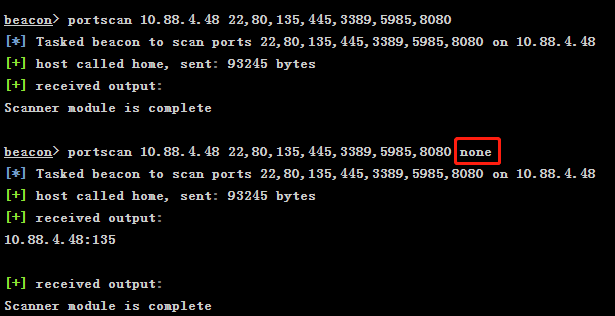 beacon> portscan 10.88.4.48 22,80,135,445,3389,5985,8080
[*] Tasked beacon to scan ports 22,80,135,445,3389,5985,8080 on 10.88.4.48
[+] host called home, sent: 93245 bytes
[+] received output:
Scanner module is complete
beacon> portscan 10.88.4.48 22,80,135,445,3389,5985,8080 none
[*] Tasked beacon to scan ports 22,80,135,445,3389,5985,8080 on 10.88.4.48
[+] host called home, sent: 93245 bytes
[+] received output:
10.88.4.48:135
[+] received output:
Scanner module is complete